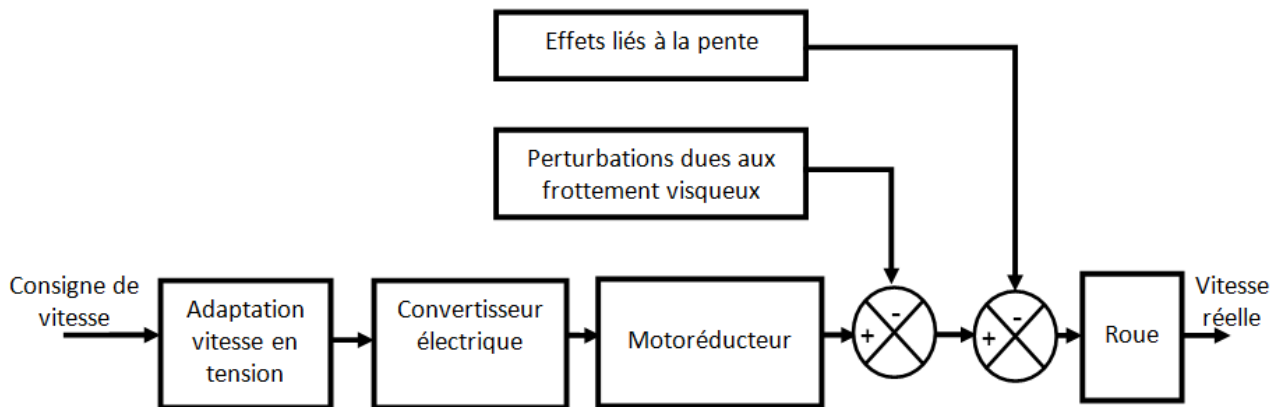 Effets liés à la pente
Perturbations dues aux
frottement visqueux
Consigne de
vitesse
Adaptation
vitesse en
tension
Convertisseur
électrique
Motoréducteur
+
-
+
-
Roue
Vitesse
réelle